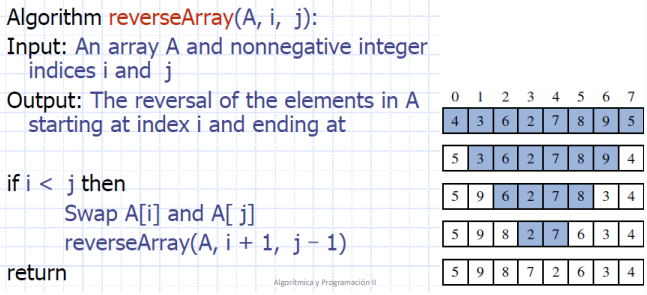 Algorithm reverseArray(A, i, j):
Input: An array A and nonnegative integer
indices i and j
Output: The reversal of the elements in A
starting at index i and ending at
if i < j then
Swap A[i] and A[ j]
reverseArray(A, i + 1, j − 1)
return
0 1 2 3 4 5 6 7
4 3 6 2 7 8 9 5
5 3 6 2 7 8 9 4
5 9 6 2 7 8 3 4
5 9 8 2 7 6 3 4
5 9 8 7 2 6 3 4
Algorítmica y Programación II